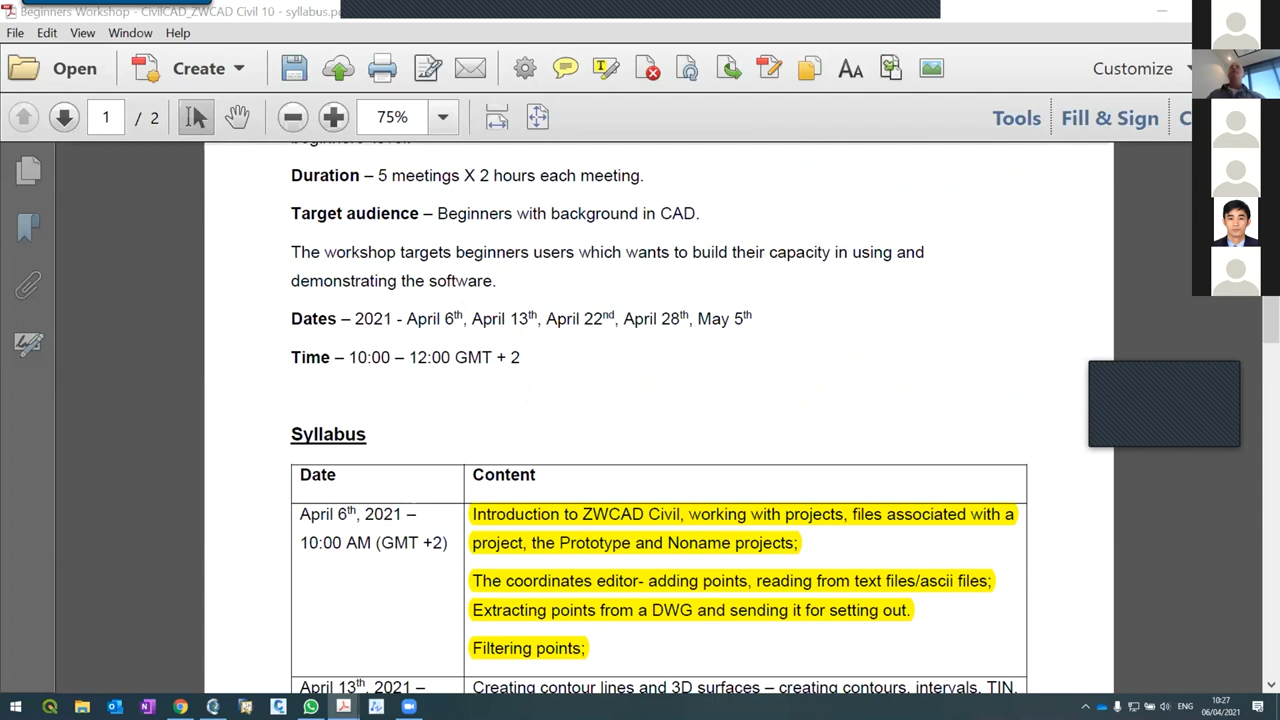 Beginners Workshop - CivilCAD_ZWCAD Civil 10 - syllabus.p
File Edit View Window Help
Open Create Customize
1 / 2 75% Tools Fill & Sign
Duration – 5 meetings X 2 hours each meeting.
Target audience – Beginners with background in CAD.
The workshop targets beginners users which wants to build their capacity in using and
demonstrating the software.
Dates – 2021 - April 6th, April 13th, April 22nd, April 28th, May 5th
Time – 10:00 – 12:00 GMT + 2
Syllabus
Date Content
April 6th, 2021 –
10:00 AM (GMT +2)
Introduction to ZWCAD Civil, working with projects, files associated with a
project, the Prototype and Noname projects;
The coordinates editor- adding points, reading from text files/ascii files;
Extracting points from a DWG and sending it for setting out.
Filtering points;
April 13th, 2021 –
Creating contour lines and 3D surfaces – creating contours, intervals, TIN,
ENG
10:27
06/04/2021